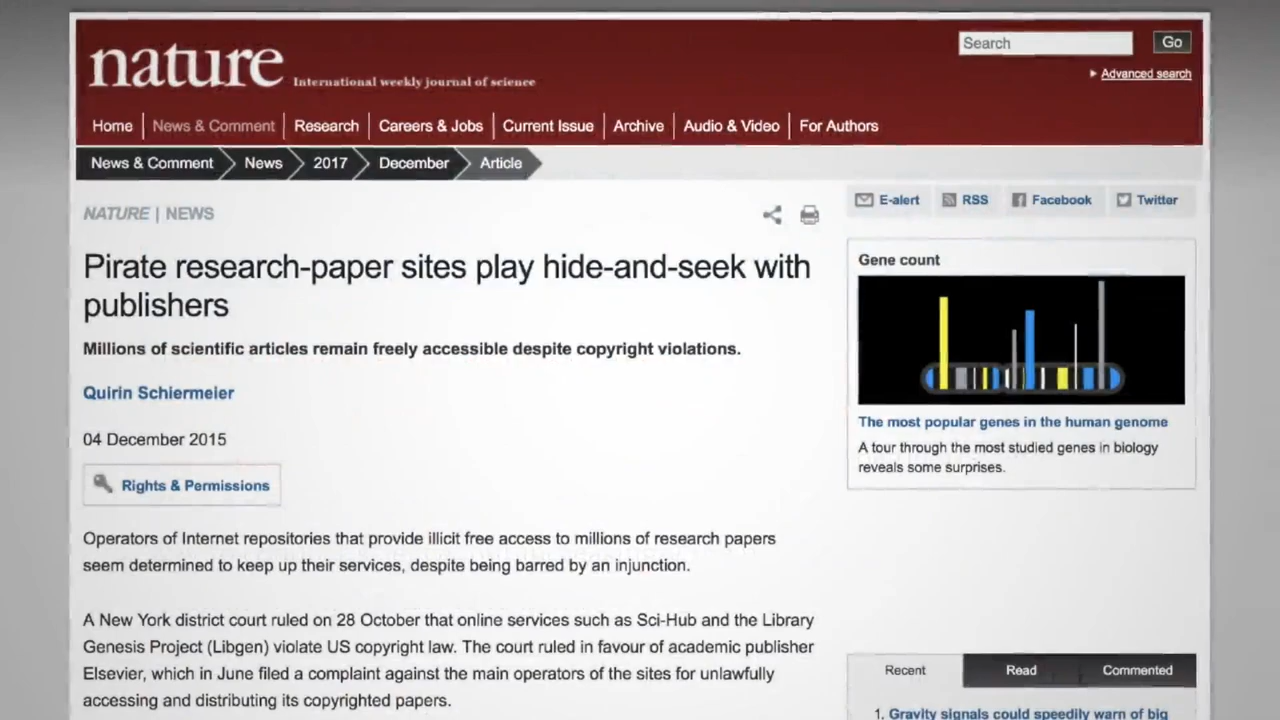 nature International weekly journal of science
Search
Go
Advanced search
Home
News & Comment
Research
Careers & Jobs
Current Issue
Archive
Audio & Video
For Authors
News & Comment
News
2017
December
Article
NATURE | NEWS
E-alert
RSS
Facebook
Twitter
Pirate research-paper sites play hide-and-seek with
publishers
Millions of scientific articles remain freely accessible despite copyright violations.
Quirin Schiermeier
04 December 2015
Rights & Permissions
Operators of Internet repositories that provide illicit free access to millions of research papers
seem determined to keep up their services, despite being barred by an injunction.
A New York district court ruled on 28 October that online services such as Sci-Hub and the Library
Genesis Project (Libgen) violate US copyright law. The court ruled in favour of academic publisher
Elsevier, which in June filed a complaint against the main operators of the sites for unlawfully
accessing and distributing its copyrighted papers.
Gene count
The most popular genes in the human genome
A tour through the most studied genes in biology
reveals some surprises.
Recent
Read
Commented
1. Gravity signals could speedily warn of big